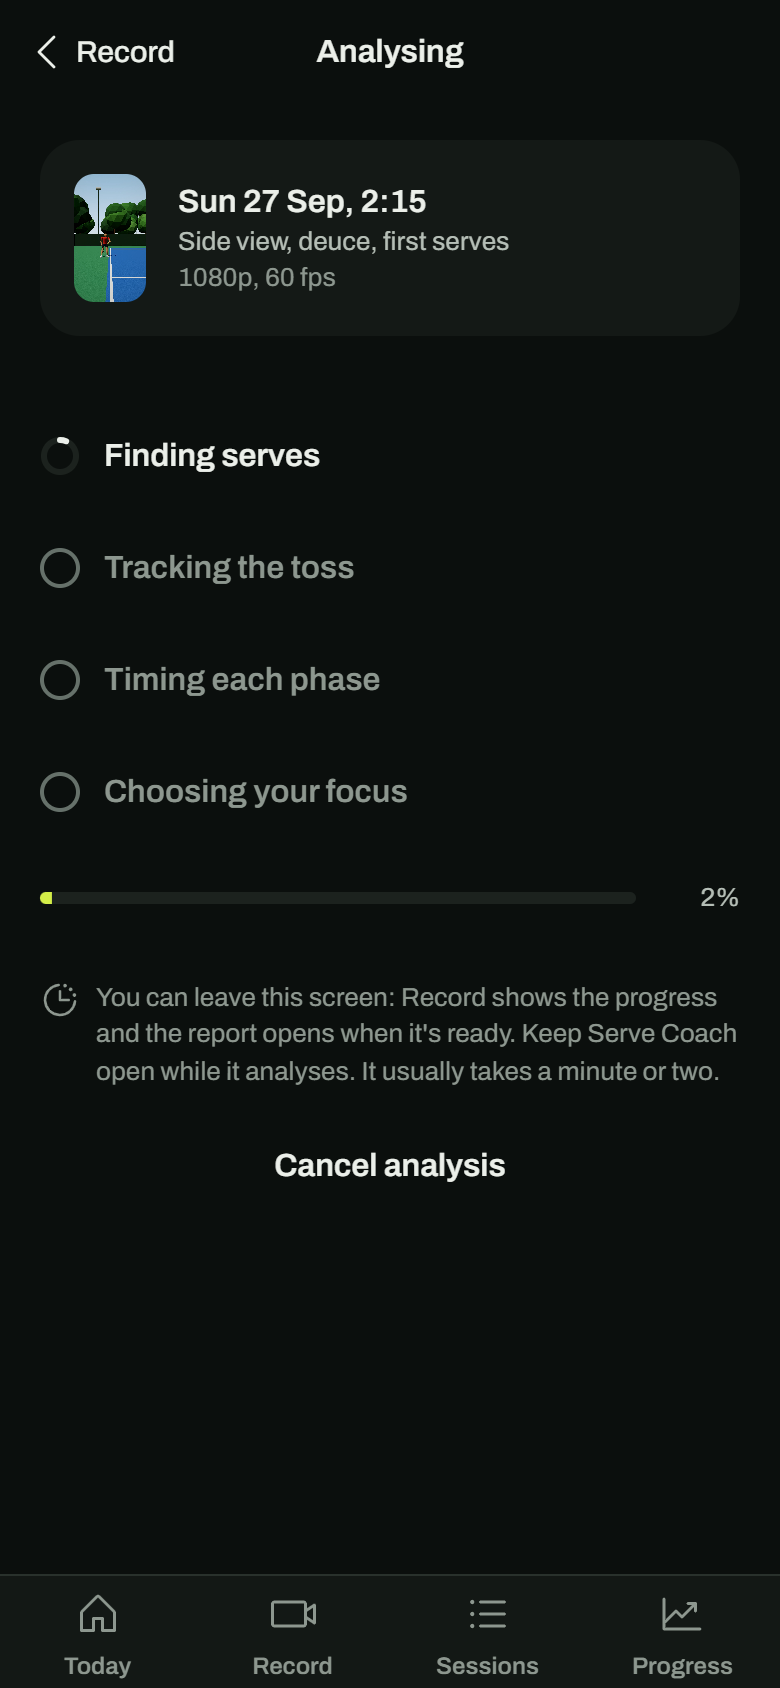 Record
Analysing
Sun 27 Sep, 2:15
Side view, deuce, first serves
1080p, 60 fps
Finding serves
Tracking the toss
Timing each phase
Choosing your focus
2%
You can leave this screen: Record shows the progress
and the report opens when it's ready. Keep Serve Coach
open while it analyses. It usually takes a minute or two.
Cancel analysis
Today
Record
Sessions
Progress